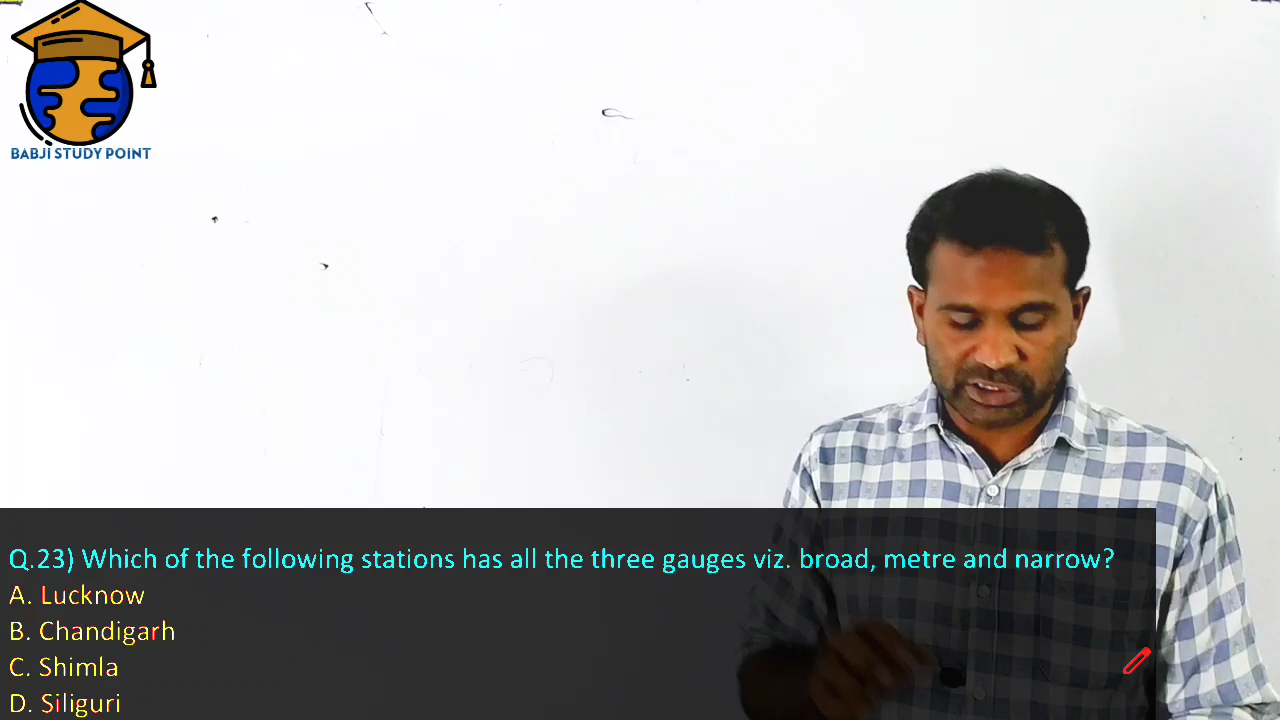 BABJI STUDY POINT
Q.23) Which of the following stations has all the three gauges viz. broad, metre and narrow?
A. Lucknow
B. Chandigarh
C. Shimla
D. Siliguri